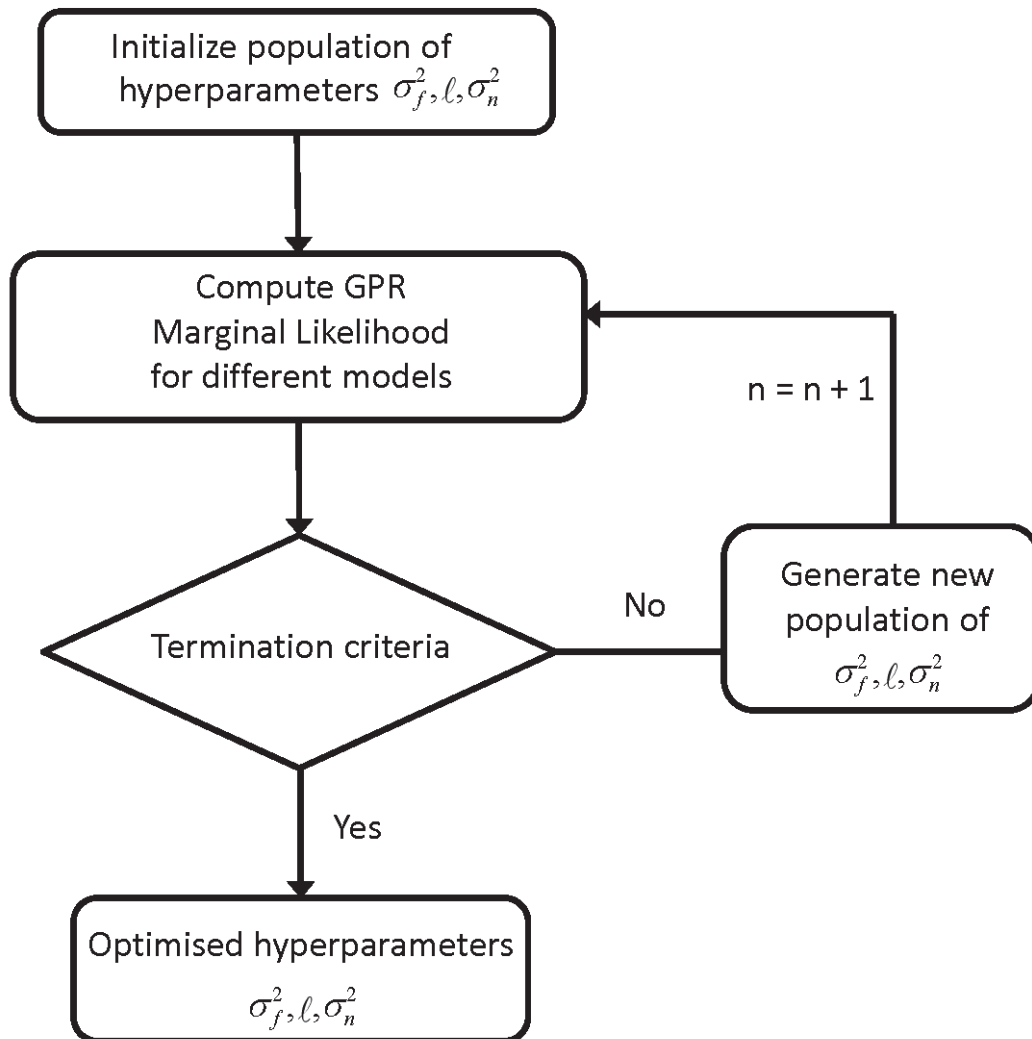 Initialize population of
hyperparameters σ_f^2, ℓ, σ_n^2
Compute GPR
Marginal Likelihood
for different models
n = n + 1
Termination criteria
No
Generate new
population of
σ_f^2, ℓ, σ_n^2
Yes
Optimised hyperparameters
σ_f^2, ℓ, σ_n^2